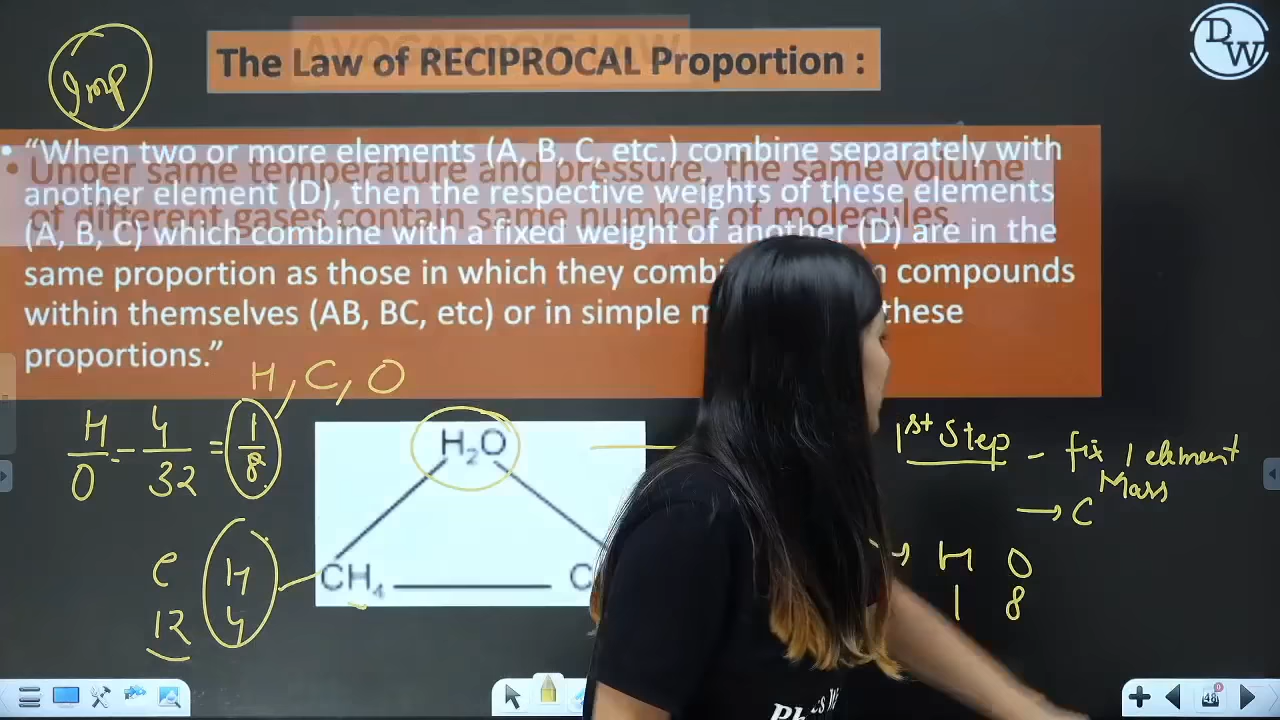 Imp
AVOGADRO'S LAW
The Law of RECIPROCAL Proportion :
DW
• "When two or more elements (A, B, C, etc.) combine separately with
• Under same temperature and pressure, the same volume
another element (D), then the respective weights of these elements
of different gases contain same number of molecules.
(A, B, C) which combine with a fixed weight of another (D) are in the
same proportion as those in which they combi n compounds
within themselves (AB, BC, etc) or in simple m these
proportions."
H, C, O
H/O = 4/32 = 1/8
H₂O
1st Step - fix 1 element
Mass
→ C
C H
12 4
CH₄
C
→ H O
1 8
48